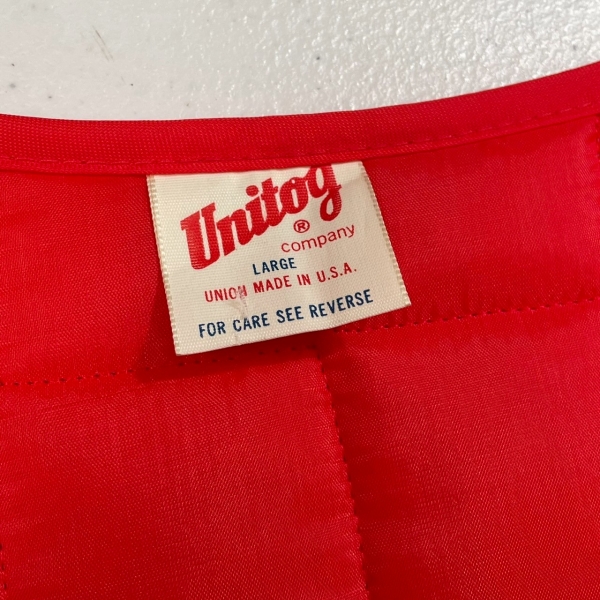 Unitog
®
company
LARGE
UNION MADE IN U.S.A.
FOR CARE SEE REVERSE